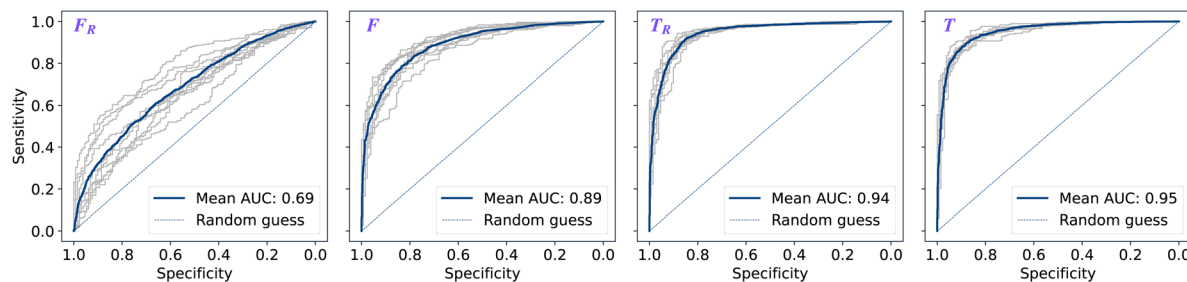 F_R
1.0
0.8
0.6
0.4
0.2
0.0
Sensitivity
Mean AUC: 0.69
Random guess
1.0 0.8 0.6 0.4 0.2 0.0
Specificity
F
Mean AUC: 0.89
Random guess
1.0 0.8 0.6 0.4 0.2 0.0
Specificity
T_R
Mean AUC: 0.94
Random guess
1.0 0.8 0.6 0.4 0.2 0.0
Specificity
T
Mean AUC: 0.95
Random guess
1.0 0.8 0.6 0.4 0.2 0.0
Specificity